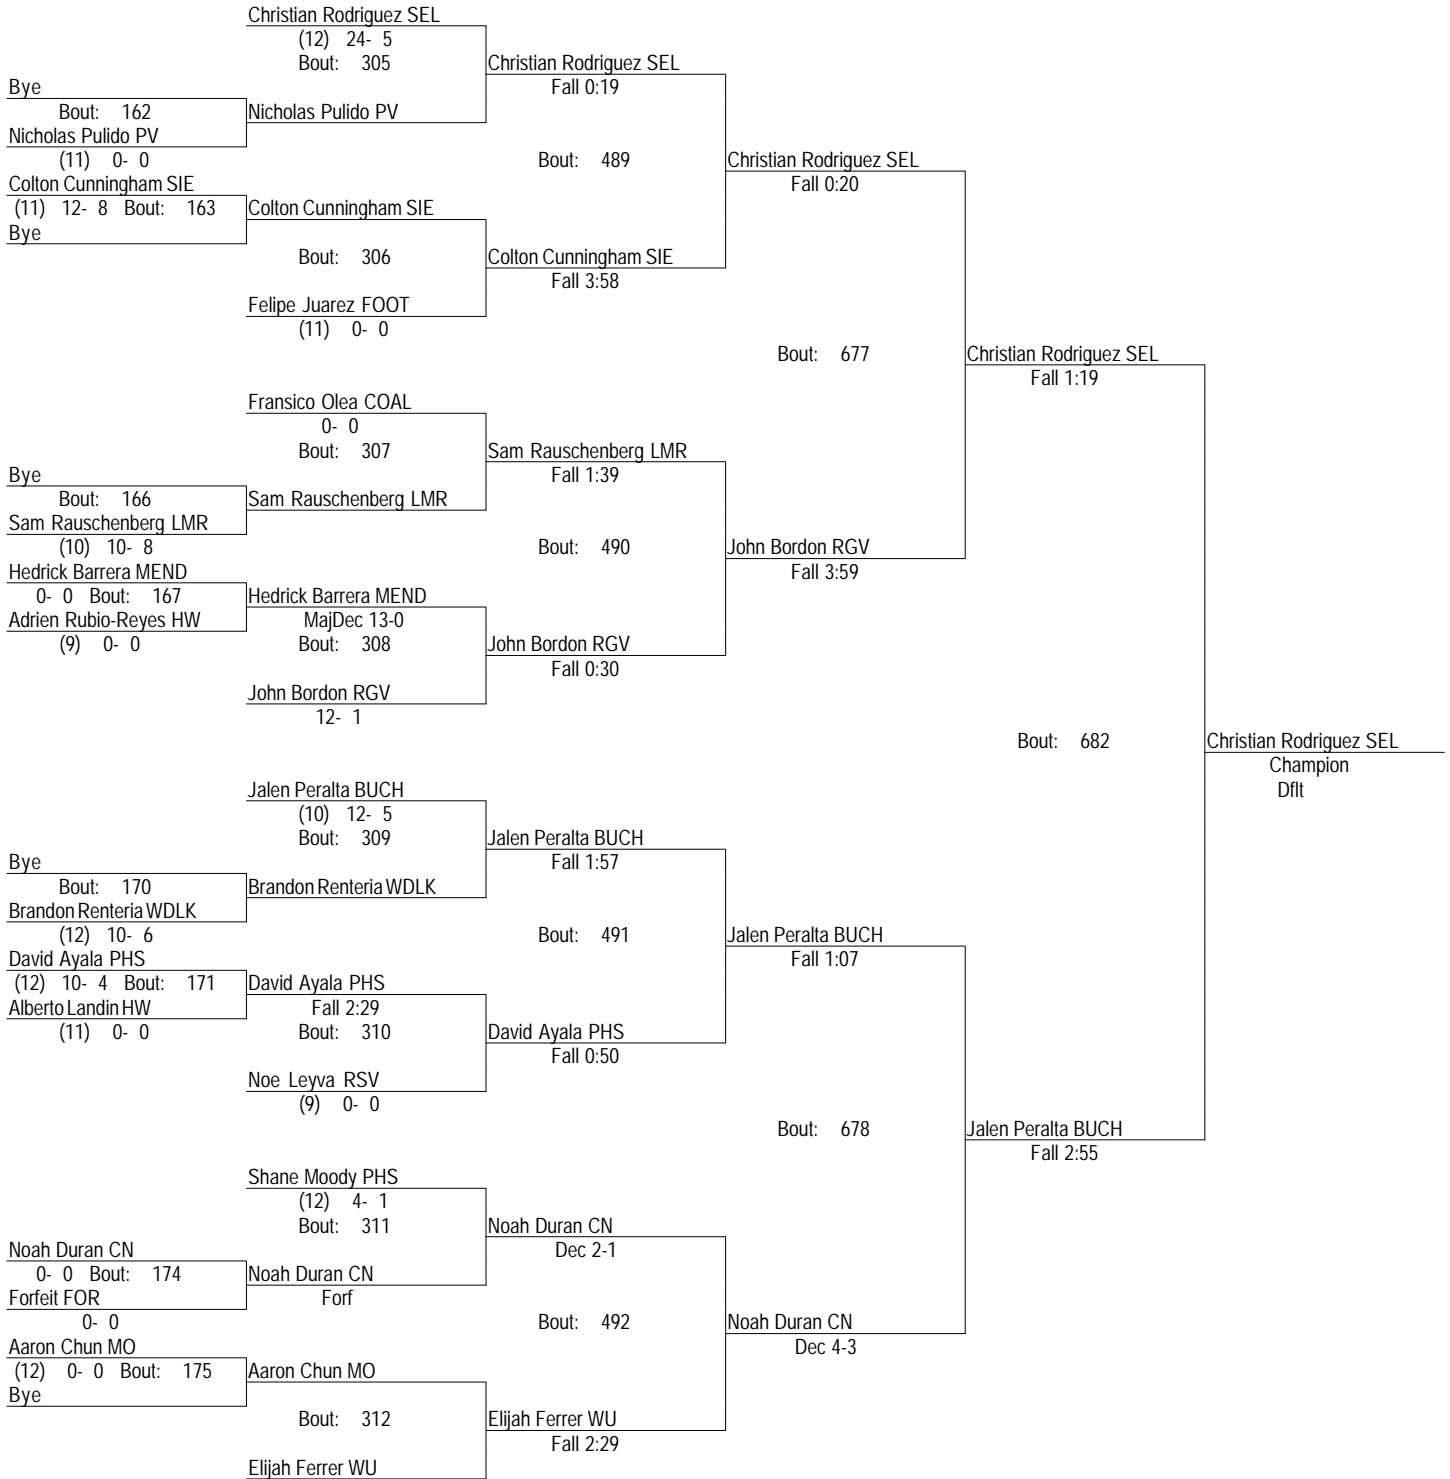 Christian Rodriguez SEL
(12) 24- 5
Bout: 305
Christian Rodriguez SEL
Fall 0:19
Bye
Bout: 162
Nicholas Pulido PV
Nicholas Pulido PV
(11) 0- 0
Bout: 489
Christian Rodriguez SEL
Fall 0:20
Colton Cunningham SIE
(11) 12- 8 Bout: 163
Colton Cunningham SIE
Bye
Bout: 306
Colton Cunningham SIE
Fall 3:58
Felipe Juarez FOOT
(11) 0- 0
Bout: 677
Christian Rodriguez SEL
Fall 1:19
Fransico Olea COAL
0- 0
Bout: 307
Sam Rauschenberg LMR
Fall 1:39
Bye
Bout: 166
Sam Rauschenberg LMR
Sam Rauschenberg LMR
(10) 10- 8
Bout: 490
John Bordon RGV
Fall 3:59
Hedrick Barrera MEND
0- 0 Bout: 167
Hedrick Barrera MEND
Adrien Rubio-Reyes HW
MajDec 13-0
(9) 0- 0
Bout: 308
John Bordon RGV
Fall 0:30
John Bordon RGV
12- 1
Bout: 682
Christian Rodriguez SEL
Champion
Dflt
Jalen Peralta BUCH
(10) 12- 5
Bout: 309
Jalen Peralta BUCH
Fall 1:57
Bye
Bout: 170
Brandon Renteria WDLK
Brandon Renteria WDLK
(12) 10- 6
Bout: 491
Jalen Peralta BUCH
Fall 1:07
David Ayala PHS
(12) 10- 4 Bout: 171
David Ayala PHS
Alberto Landin HW
Fall 2:29
(11) 0- 0
Bout: 310
David Ayala PHS
Fall 0:50
Noe Leyva RSV
(9) 0- 0
Bout: 678
Jalen Peralta BUCH
Fall 2:55
Shane Moody PHS
(12) 4- 1
Bout: 311
Noah Duran CN
Dec 2-1
Noah Duran CN
0- 0 Bout: 174
Noah Duran CN
Forfeit FOR
Forf
0- 0
Bout: 492
Noah Duran CN
Dec 4-3
Aaron Chun MO
(12) 0- 0 Bout: 175
Aaron Chun MO
Bye
Bout: 312
Elijah Ferrer WU
Fall 2:29
Elijah Ferrer WU